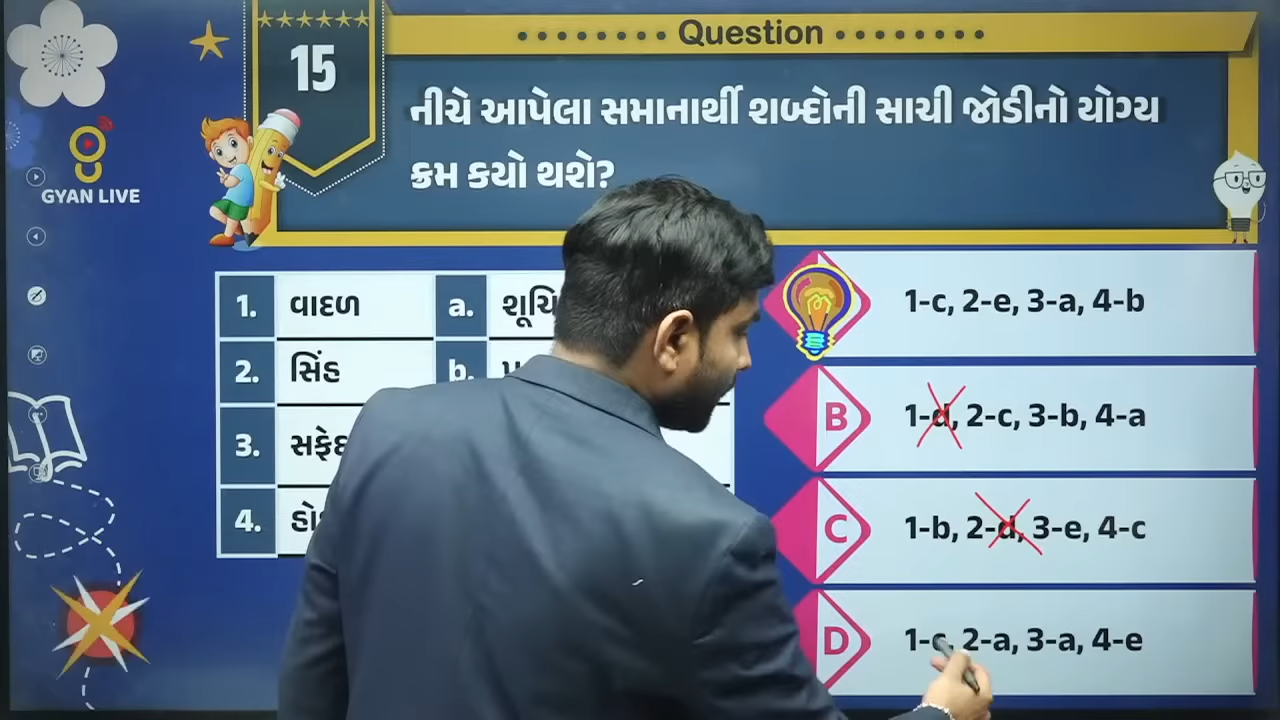 Question
15
નીચે આપેલા સમાનાર્થી શબ્દોની સાચી જોડીનો યોગ્ય
ક્રમ કયો થશે?
GYAN LIVE
1. વાદળ a.
2. સિંહ b.
3.
4.
1-c, 2-e, 3-a, 4-b
B 1-d, 2-c, 3-b, 4-a
C 1-b, 2-d, 3-e, 4-c
D 1-c, 2-a, 3-a, 4-e